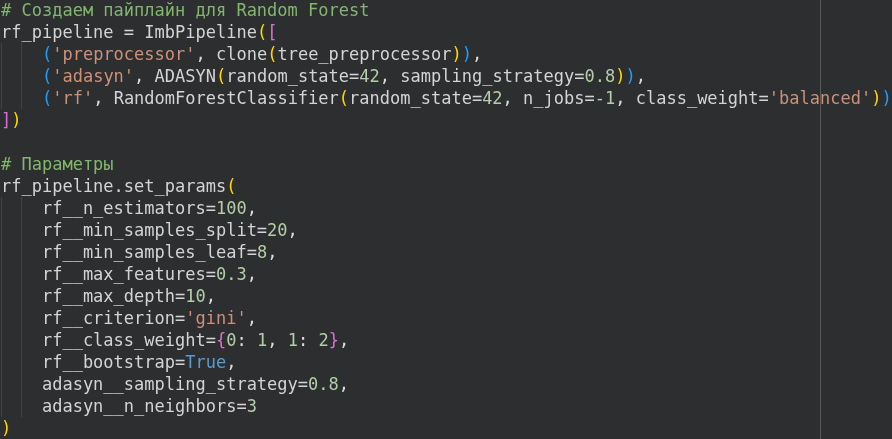 # Создаем пайплайн для Random Forest
rf_pipeline = ImbPipeline([
    ('preprocessor', clone(tree_preprocessor)),
    ('adasyn', ADASYN(random_state=42, sampling_strategy=0.8)),
    ('rf', RandomForestClassifier(random_state=42, n_jobs=-1, class_weight='balanced'))
])

# Параметры
rf_pipeline.set_params(
    rf__n_estimators=100,
    rf__min_samples_split=20,
    rf__min_samples_leaf=8,
    rf__max_features=0.3,
    rf__max_depth=10,
    rf__criterion='gini',
    rf__class_weight={0: 1, 1: 2},
    rf__bootstrap=True,
    adasyn__sampling_strategy=0.8,
    adasyn__n_neighbors=3
)